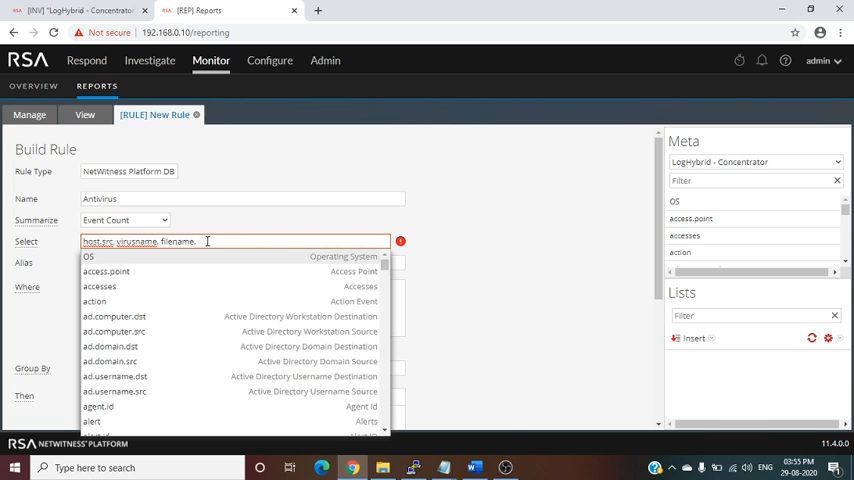 [INV] "LogHybrid - Concentrator"
[REP] Reports
Not secure | 192.168.0.10/reporting
RSA Respond Investigate Monitor Configure Admin admin
OVERVIEW REPORTS
Manage View [RULE] New Rule
Build Rule
Rule Type NetWitness Platform DB
Name Antivirus
Summarize Event Count
Select host.src, virusname, filename,
Alias
Where
Group By
Then
OS Operating System
access.point Access Point
accesses Accesses
action Action Event
ad.computer.dst Active Directory Workstation Destination
ad.computer.src Active Directory Workstation Source
ad.domain.dst Active Directory Domain Destination
ad.domain.src Active Directory Domain Source
ad.username.dst Active Directory Username Destination
ad.username.src Active Directory Username Source
agent.id Agent Id
alert Alerts
Meta
LogHybrid - Concentrator
Filter
OS
access.point
accesses
action
Lists
Filter
Insert
RSA NETWITNESS PLATFORM 11.4.0.0
Type here to search
ENG
03:55 PM
29-08-2020